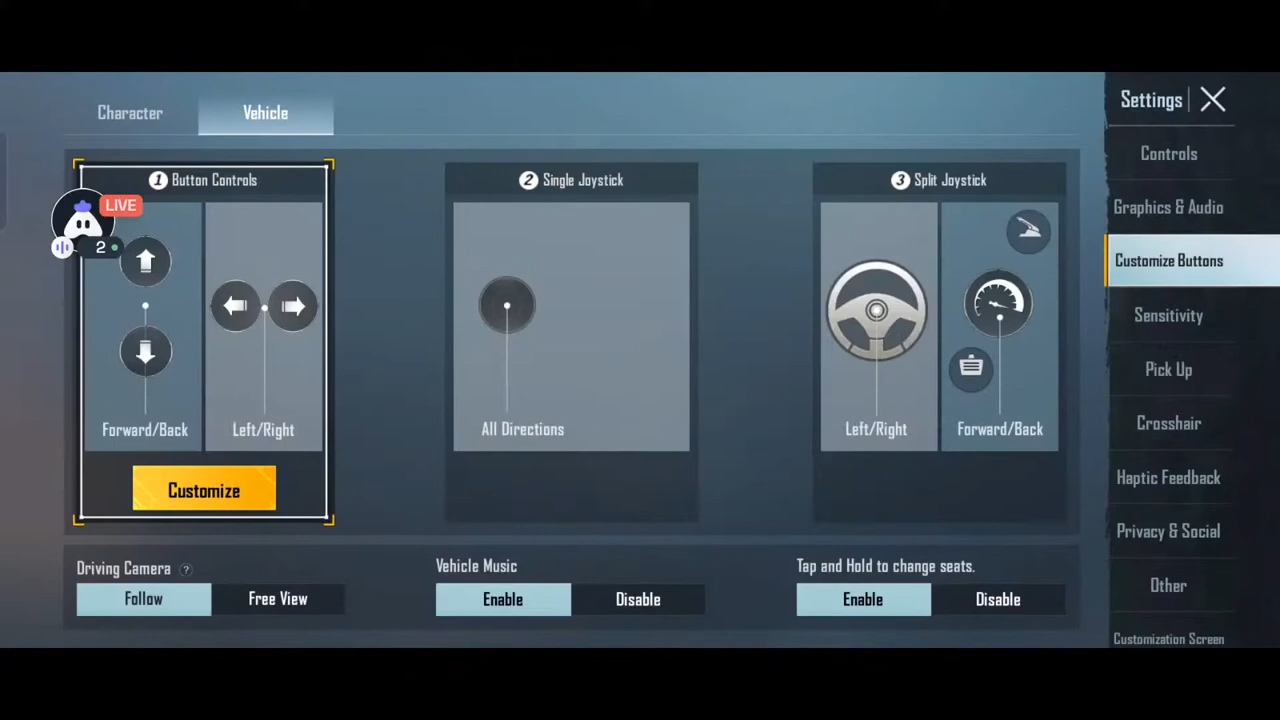 Character
Vehicle
Settings
Controls
Graphics & Audio
Customize Buttons
Sensitivity
Pick Up
Crosshair
Haptic Feedback
Privacy & Social
Other
Customization Screen
1 Button Controls
LIVE
2
Forward/Back
Left/Right
Customize
2 Single Joystick
All Directions
3 Split Joystick
Left/Right
Forward/Back
Driving Camera ?
Follow
Free View
Vehicle Music
Enable
Disable
Tap and Hold to change seats.
Enable
Disable